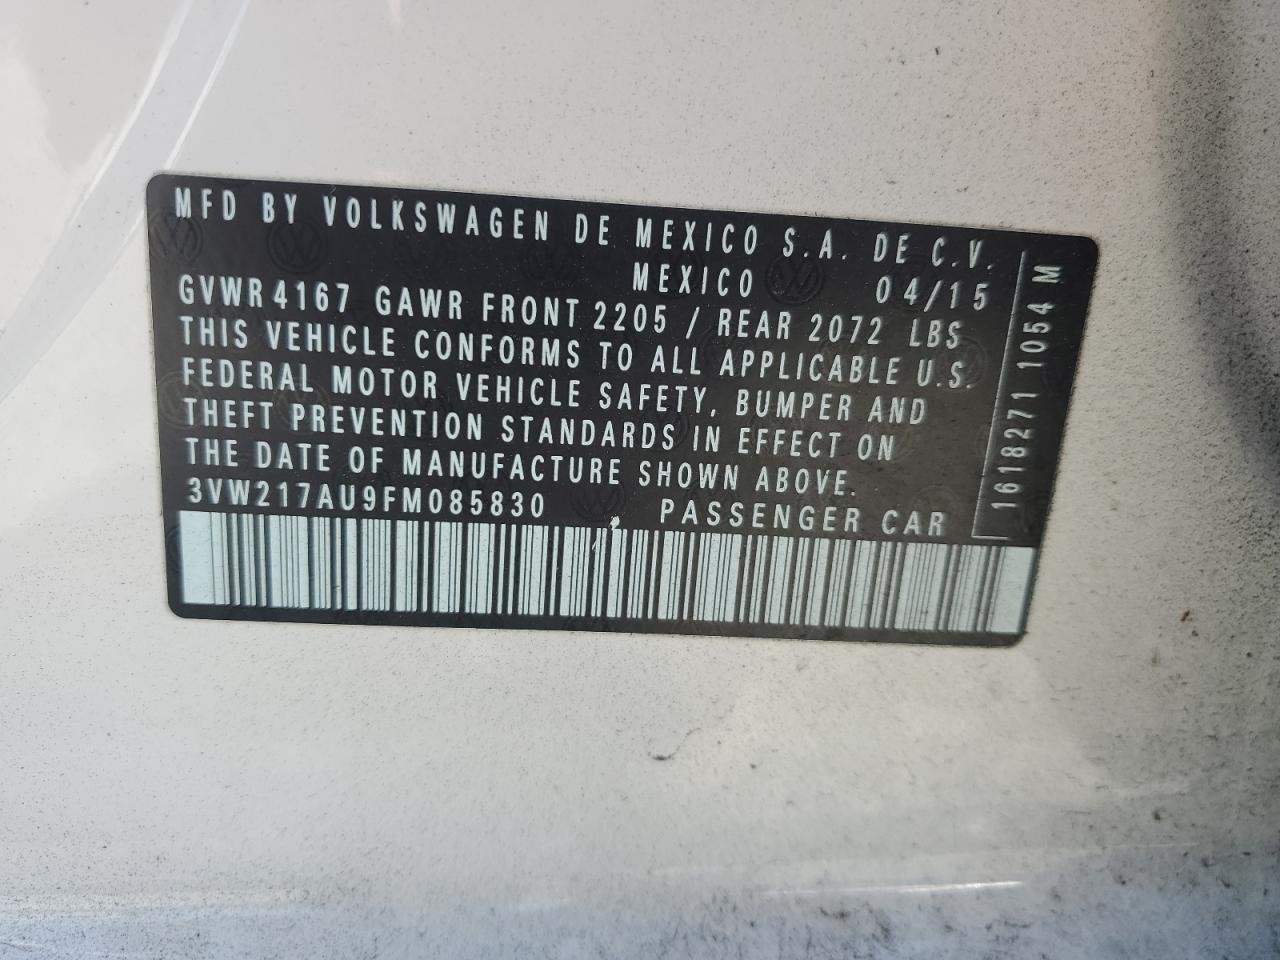 MFD BY VOLKSWAGEN DE MEXICO S.A. DE C.V.
MEXICO 04/15
GVWR 4167 GAWR FRONT 2205 / REAR 2072 LBS
THIS VEHICLE CONFORMS TO ALL APPLICABLE U.S.
FEDERAL MOTOR VEHICLE SAFETY, BUMPER AND
THEFT PREVENTION STANDARDS IN EFFECT ON
THE DATE OF MANUFACTURE SHOWN ABOVE.
3VW217AU9FM085830 PASSENGER CAR
16182711054 M